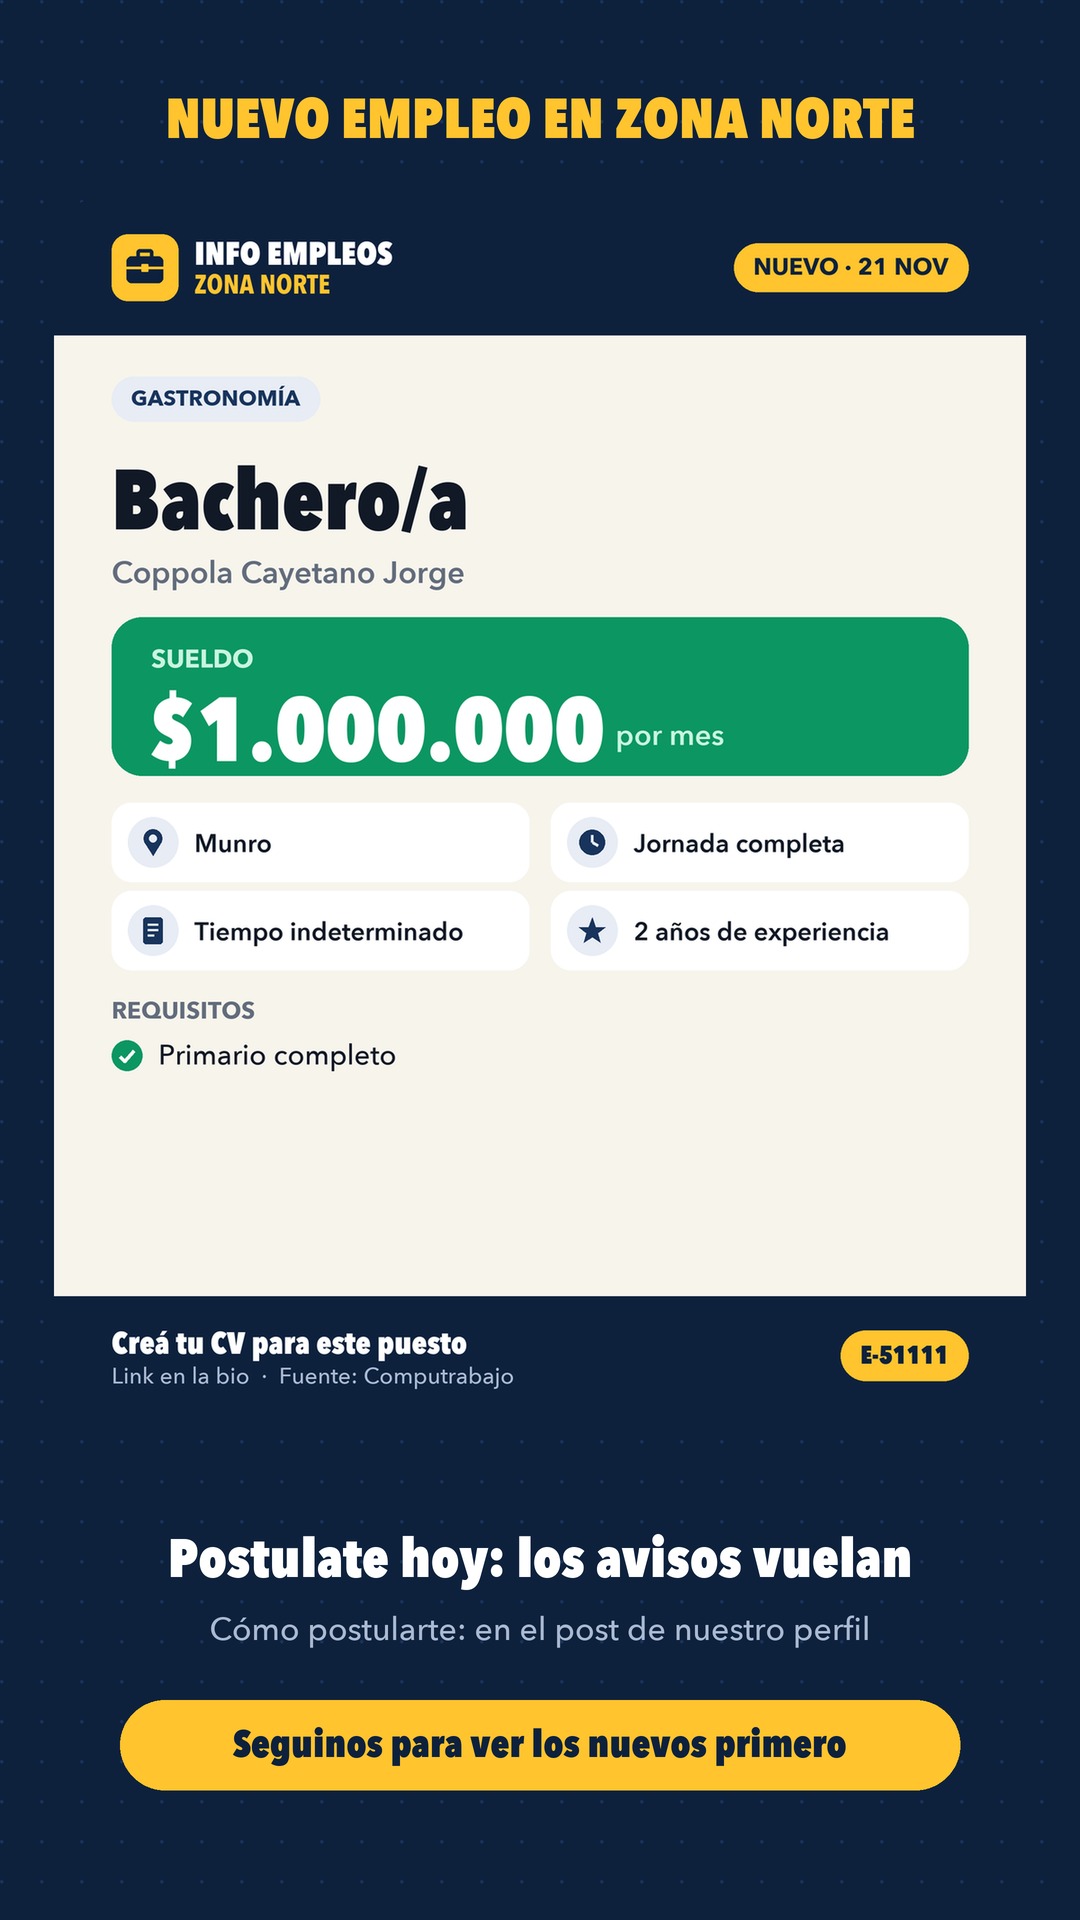 NUEVO EMPLEO EN ZONA NORTE
INFO EMPLEOS
ZONA NORTE
NUEVO · 21 NOV
GASTRONOMÍA
Bachero/a
Coppola Cayetano Jorge
SUELDO
$1.000.000 por mes
Munro
Jornada completa
Tiempo indeterminado
2 años de experiencia
REQUISITOS
Primario completo
Creá tu CV para este puesto
Link en la bio · Fuente: Computrabajo
E-51111
Postulate hoy: los avisos vuelan
Cómo postularte: en el post de nuestro perfil
Seguinos para ver los nuevos primero